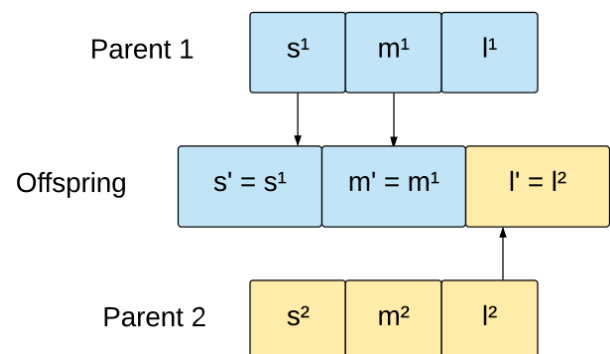 Parent 1 s¹ m¹ l¹
Offspring s' = s¹ m' = m¹ l' = l²
Parent 2 s² m² l²